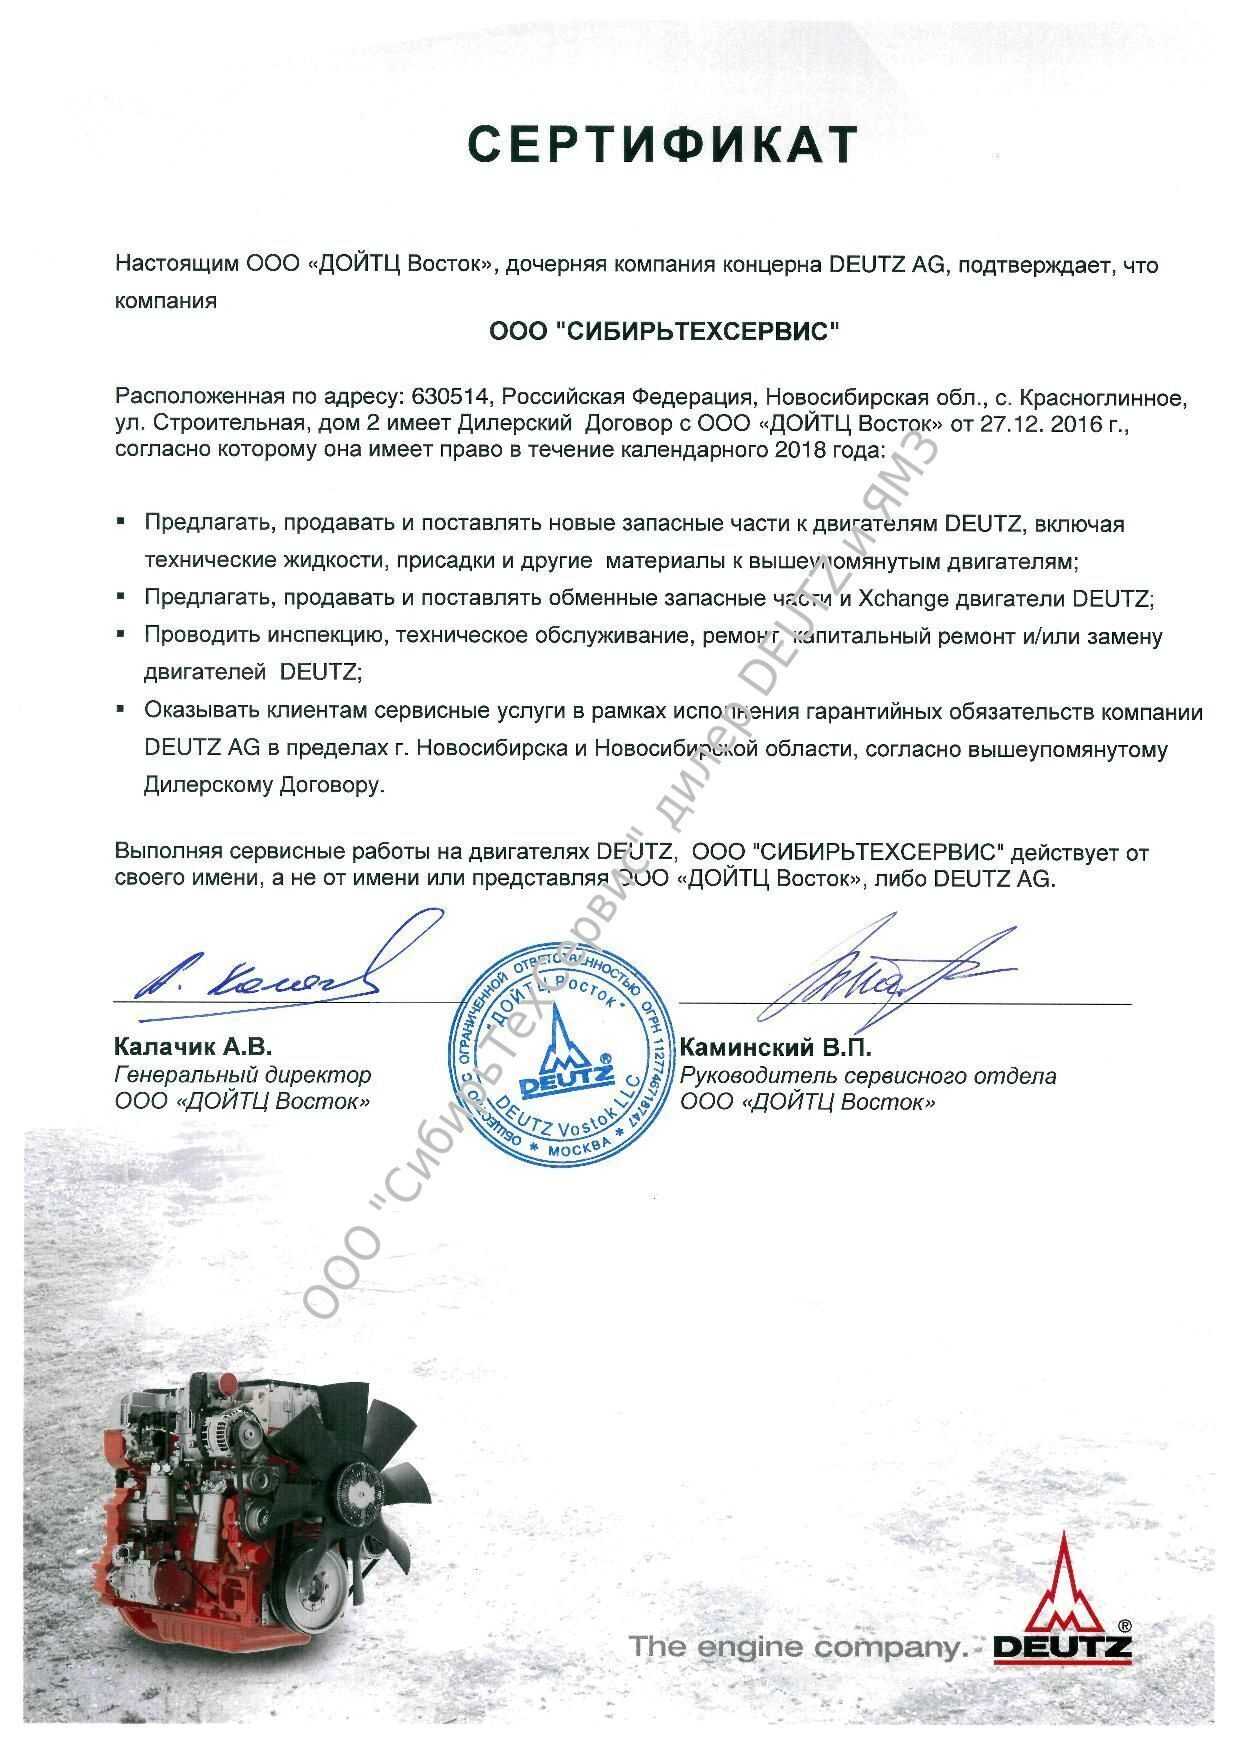 СЕРТИФИКАТ
Настоящим ООО «ДОЙТЦ Восток», дочерняя компания концерна DEUTZ AG, подтверждает, что
компания
ООО "СИБИРЬТЕХСЕРВИС"
Расположенная по адресу: 630514, Российская Федерация, Новосибирская обл., с. Красноглинное,
ул. Строительная, дом 2 имеет Дилерский Договор с ООО «ДОЙТЦ Восток» от 27.12. 2016 г.,
согласно которому она имеет право в течение календарного 2018 года:
▪ Предлагать, продавать и поставлять новые запасные части к двигателям DEUTZ, включая
технические жидкости, присадки и другие материалы к вышеупомянутым двигателям;
▪ Предлагать, продавать и поставлять обменные запасные части и Xchange двигатели DEUTZ;
▪ Проводить инспекцию, техническое обслуживание, ремонт, капитальный ремонт и/или замену
двигателей DEUTZ;
▪ Оказывать клиентам сервисные услуги в рамках исполнения гарантийных обязательств компании
DEUTZ AG в пределах г. Новосибирска и Новосибирской области, согласно вышеупомянутому
Дилерскому Договору.
Выполняя сервисные работы на двигателях DEUTZ, ООО "СИБИРЬТЕХСЕРВИС" действует от
своего имени, а не от имени или представляя ООО «ДОЙТЦ Восток», либо DEUTZ AG.
Калачик А.В.
Генеральный директор
ООО «ДОЙТЦ Восток»
ОБЩЕСТВО С ОГРАНИЧЕННОЙ ОТВЕТСТВЕННОСТЬЮ ОГРН 1127746718747
* МОСКВА *
"ДОЙТЦ Восток"
DEUTZ®
DEUTZ Vostok LLC
Каминский В.П.
Руководитель сервисного отдела
ООО «ДОЙТЦ Восток»
ООО "СибирьТехСервис" дилер DEUTZ и ЯМЗ
The engine company.
DEUTZ®